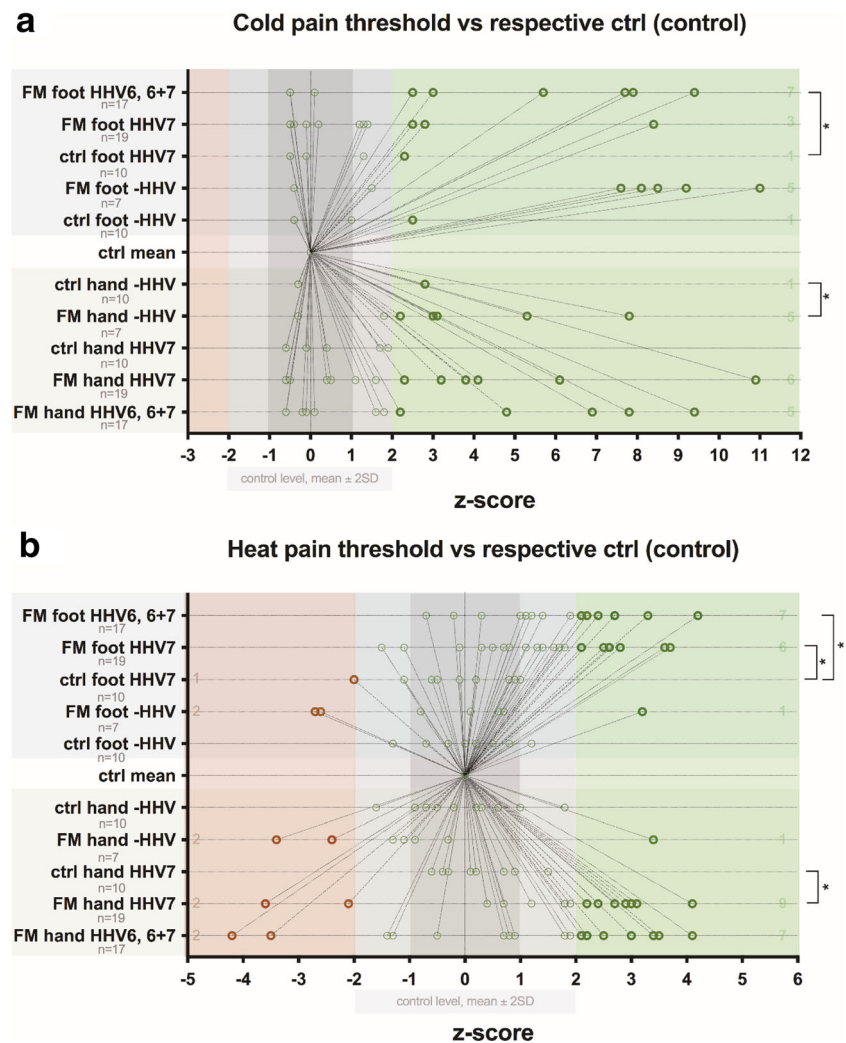 a
Cold pain threshold vs respective ctrl (control)
FM foot HHV6, 6+7 7
n=17
FM foot HHV7 3
n=19
*
ctrl foot HHV7 1
n=10
FM foot -HHV 5
n=7
ctrl foot -HHV 1
n=10
ctrl mean
ctrl hand -HHV 1
n=10
*
FM hand -HHV 5
n=7
ctrl hand HHV7
n=10
FM hand HHV7 6
n=19
FM hand HHV6, 6+7 5
n=17
-3 -2 -1 0 1 2 3 4 5 6 7 8 9 10 11 12
control level, mean ± 2SD
z-score
b
Heat pain threshold vs respective ctrl (control)
FM foot HHV6, 6+7 7
n=17
*
FM foot HHV7 6
n=19
*
ctrl foot HHV7 1
n=10
FM foot -HHV 2 1
n=7
ctrl foot -HHV
n=10
ctrl mean
ctrl hand -HHV
n=10
FM hand -HHV 2 1
n=7
ctrl hand HHV7
n=10
*
FM hand HHV7 2 9
n=19
FM hand HHV6, 6+7 2 7
n=17
-5 -4 -3 -2 -1 0 1 2 3 4 5 6
control level, mean ± 2SD
z-score